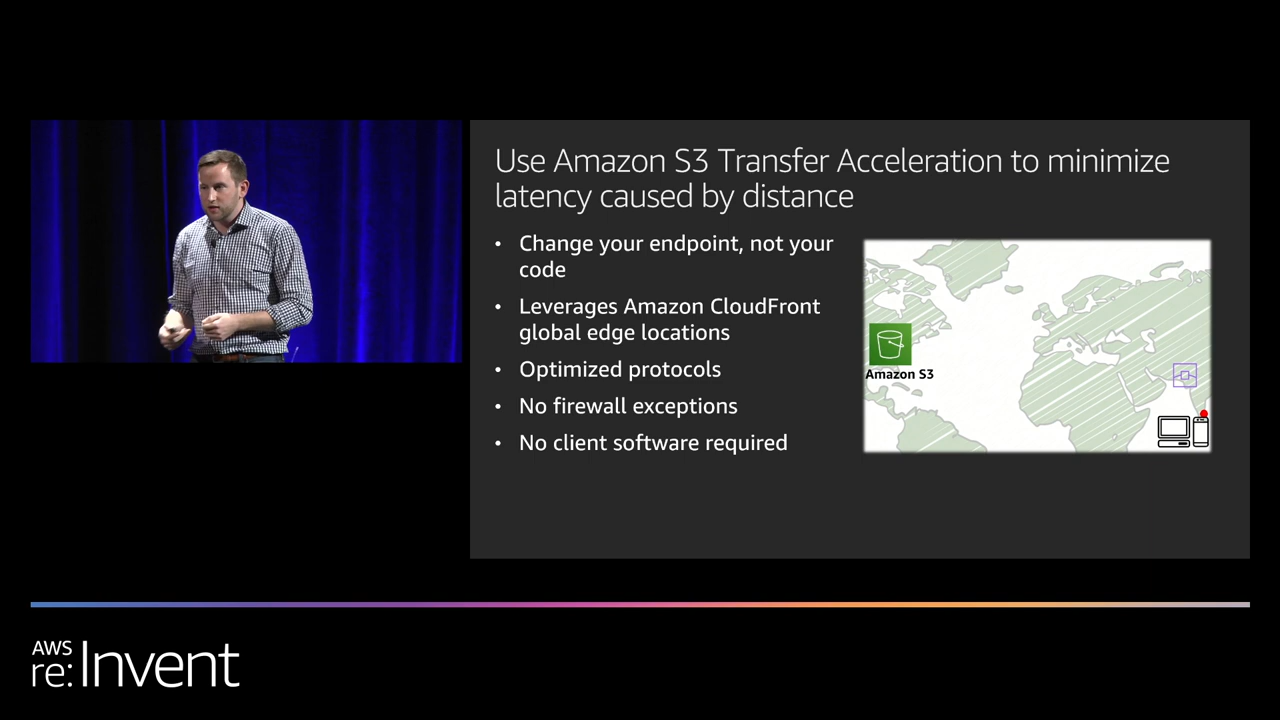 Use Amazon S3 Transfer Acceleration to minimize
latency caused by distance
• Change your endpoint, not your
code
• Leverages Amazon CloudFront
global edge locations
• Optimized protocols
• No firewall exceptions
• No client software required
Amazon S3
AWS
re:Invent